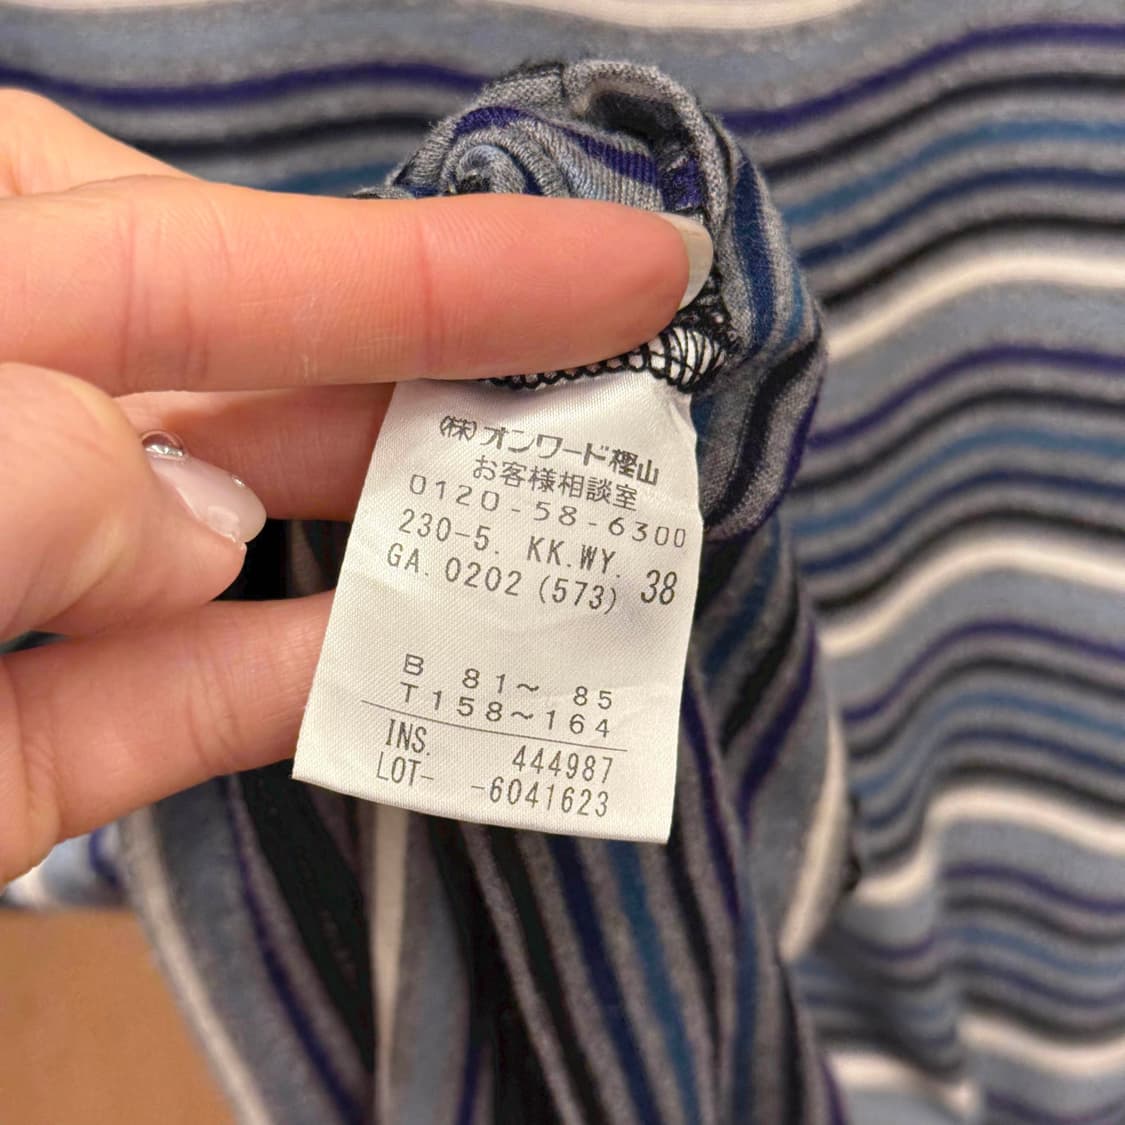 (株)オンワード樫山
お客様相談室
0120-58-6300
230-5. KK.WY. 38
GA. 0202 (573)
B 81〜 85
T158〜164
INS. 444987
LOT- -6041623